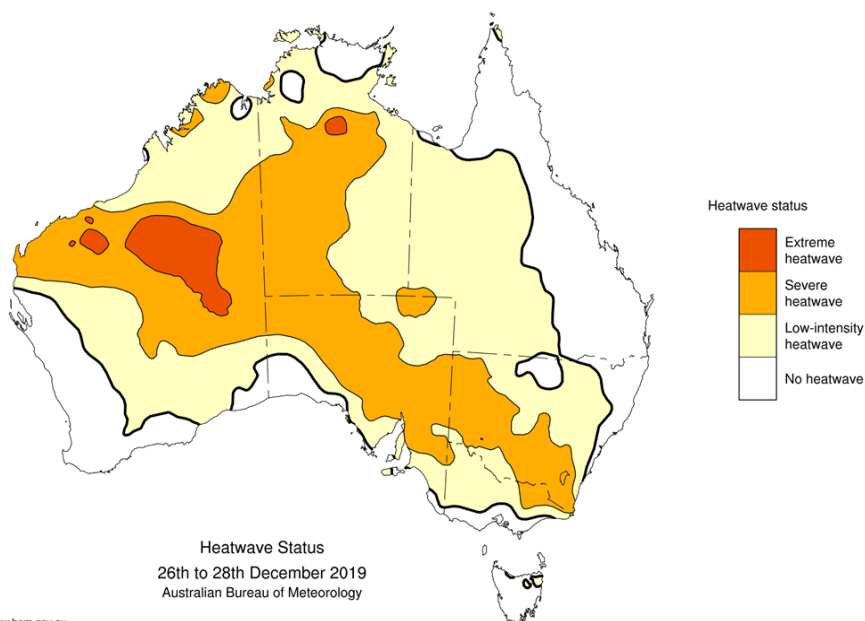 Heatwave status
Extreme
heatwave
Severe
heatwave
Low-intensity
heatwave
No heatwave
Heatwave Status
26th to 28th December 2019
Australian Bureau of Meteorology